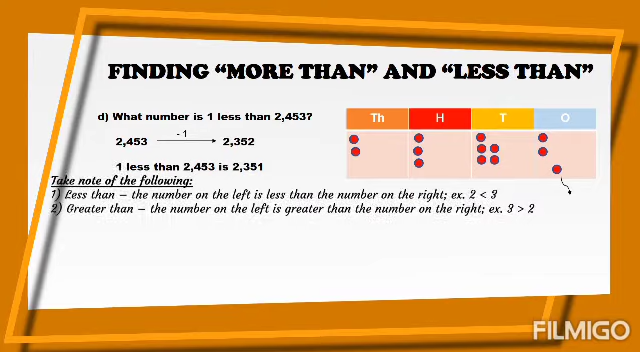 FINDING “MORE THAN” AND “LESS THAN”
d) What number is 1 less than 2,453?
Th H T O
- 1
2,453 2,352
1 less than 2,453 is 2,351
Take note of the following:
1) Less than – the number on the left is less than the number on the right; ex. 2 < 3
2) Greater than – the number on the left is greater than the number on the right; ex. 3 > 2
FILMIGO